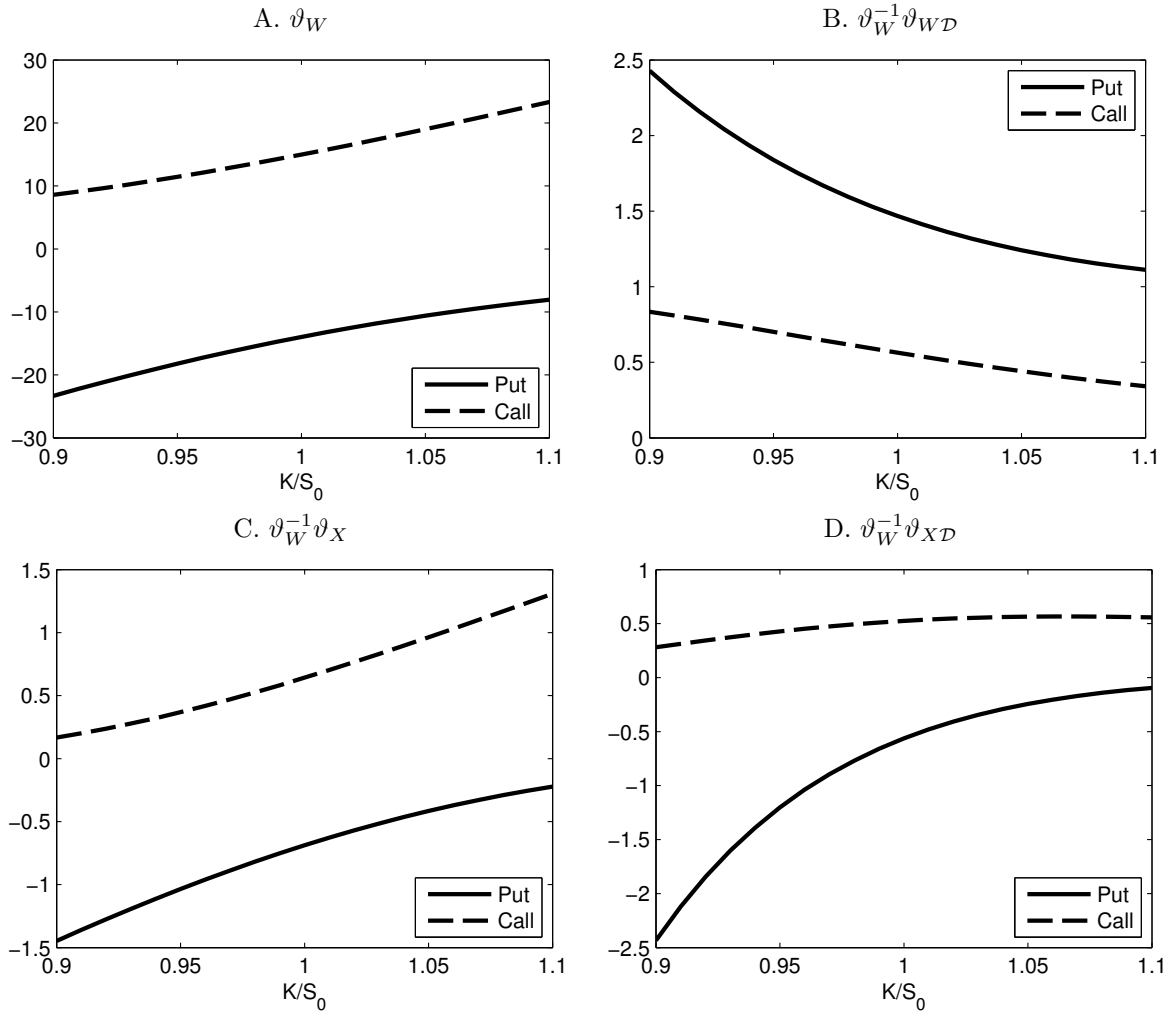 A. ϑ_W
30
20
10
0
−10
−20
−30
0.9 0.95 1 1.05 1.1
K/S_0
Put
Call
B. ϑ_W^{-1}ϑ_{W𝒟}
2.5
2
1.5
1
0.5
0
0.9 0.95 1 1.05 1.1
K/S_0
Put
Call
C. ϑ_W^{-1}ϑ_X
1.5
1
0.5
0
−0.5
−1
−1.5
0.9 0.95 1 1.05 1.1
K/S_0
Put
Call
D. ϑ_W^{-1}ϑ_{X𝒟}
1
0.5
0
−0.5
−1
−1.5
−2
−2.5
0.9 0.95 1 1.05 1.1
K/S_0
Put
Call